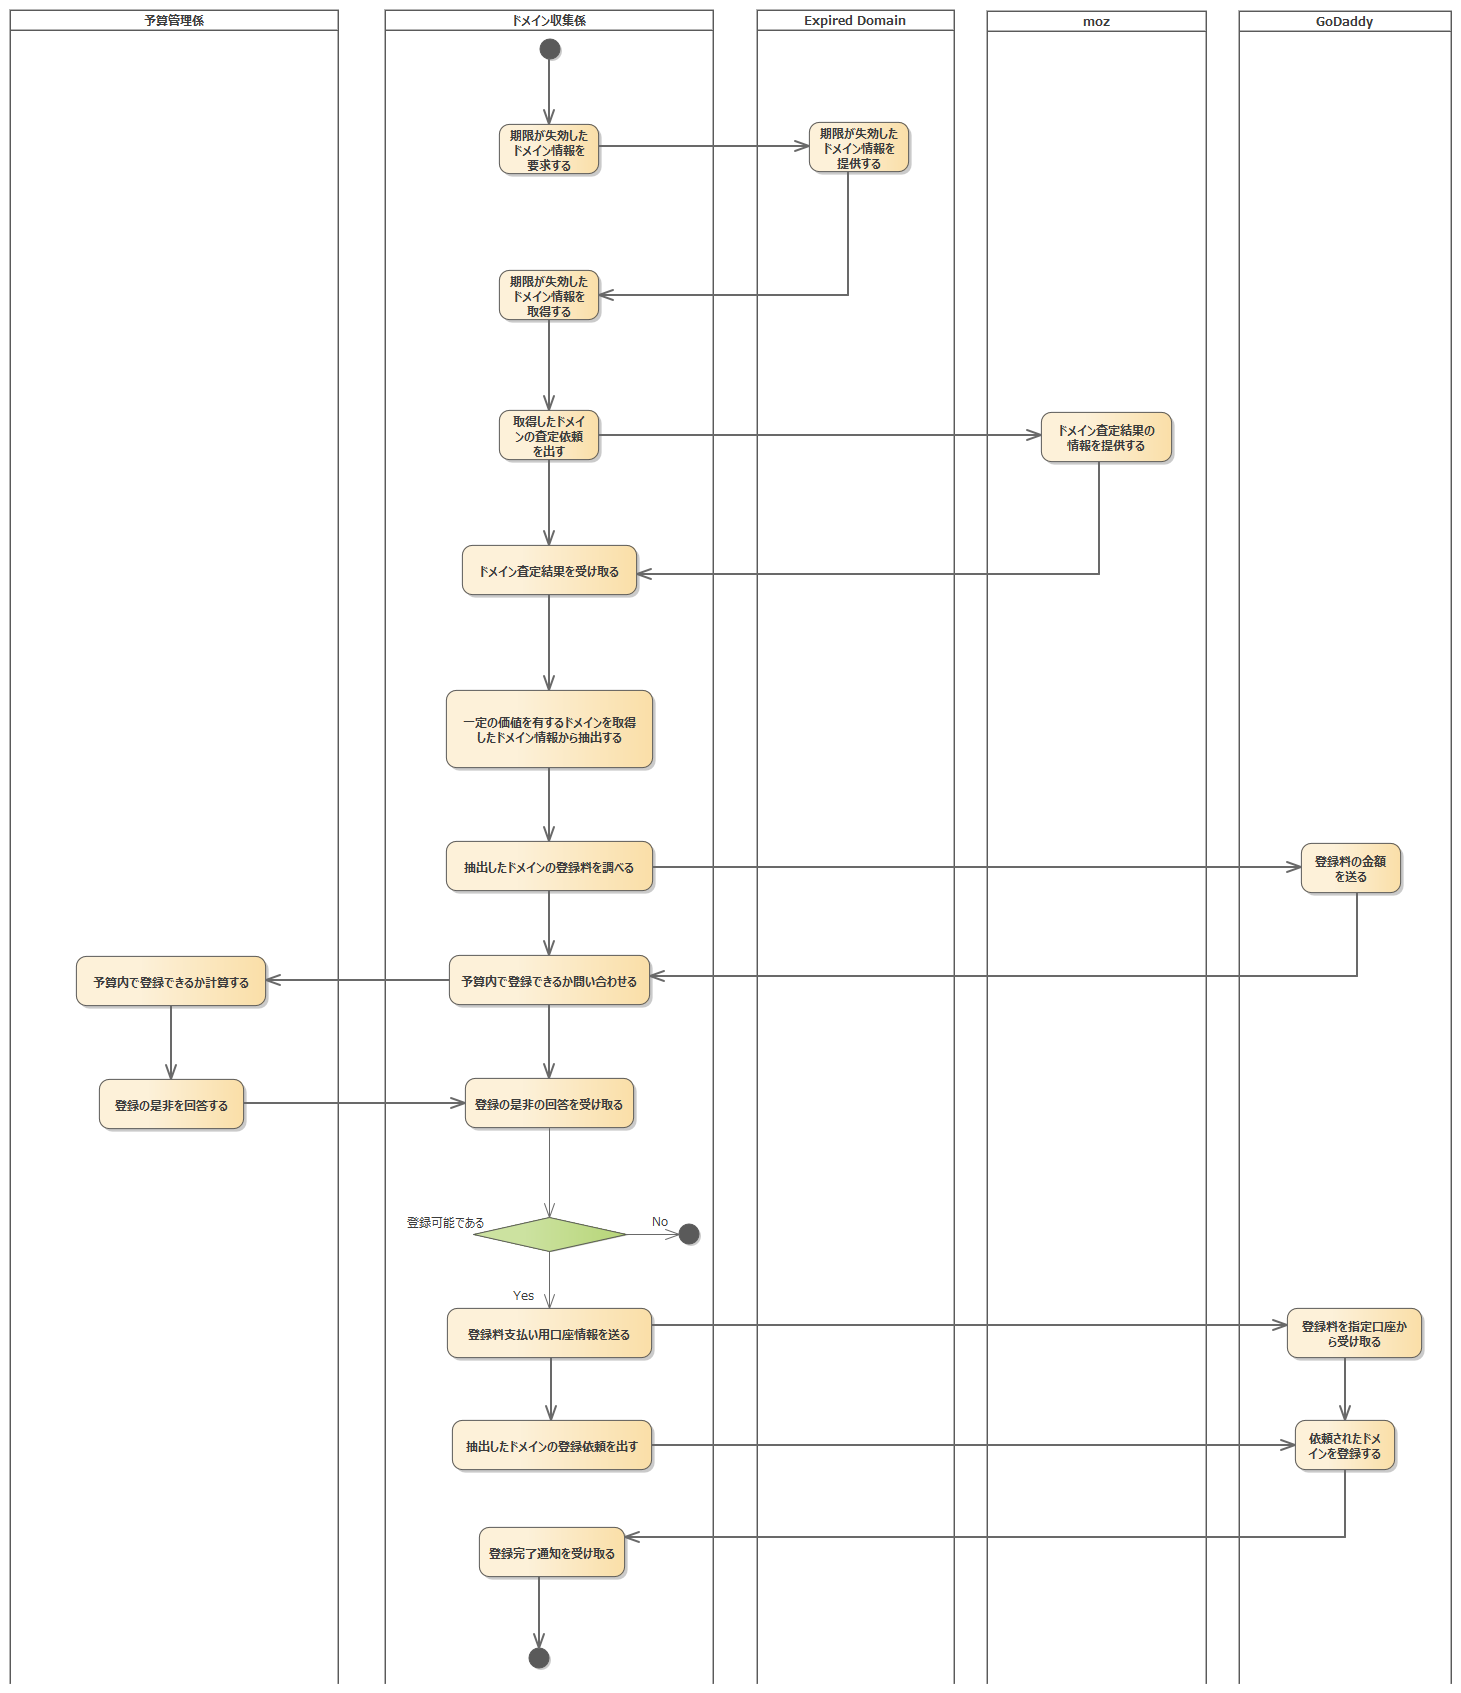 予算管理係
ドメイン収集係
Expired Domain
moz
GoDaddy
期限が失効した
ドメイン情報を
要求する
期限が失効した
ドメイン情報を
提供する
期限が失効した
ドメイン情報を
取得する
取得したドメイ
ンの査定依頼
を出す
ドメイン査定結果の
情報を提供する
ドメイン査定結果を受け取る
一定の価値を有するドメインを取得
したドメイン情報から抽出する
抽出したドメインの登録料を調べる
登録料の金額
を送る
予算内で登録できるか計算する
予算内で登録できるか問い合わせる
登録の是非を回答する
登録の是非の回答を受け取る
登録可能である
No
Yes
登録料支払い用口座情報を送る
登録料を指定口座か
ら受け取る
抽出したドメインの登録依頼を出す
依頼されたドメ
インを登録する
登録完了通知を受け取る